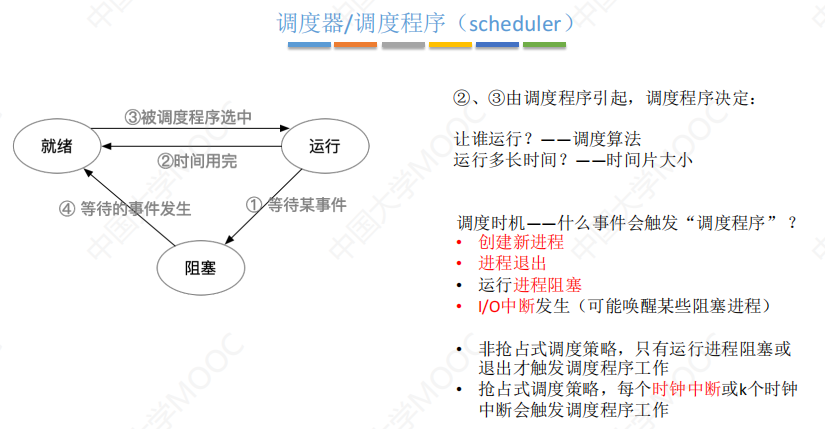 调度器/调度程序（scheduler）
③被调度程序选中
就绪
运行
②时间用完
④ 等待的事件发生
① 等待某事件
阻塞
②、③由调度程序引起，调度程序决定：
让谁运行？——调度算法
运行多长时间？——时间片大小
调度时机——什么事件会触发“调度程序”？
• 创建新进程
• 进程退出
• 运行进程阻塞
• I/O中断发生（可能唤醒某些阻塞进程）
• 非抢占式调度策略，只有运行进程阻塞或
退出才触发调度程序工作
• 抢占式调度策略，每个时钟中断或k个时钟
中断会触发调度程序工作
中国大学MOOC